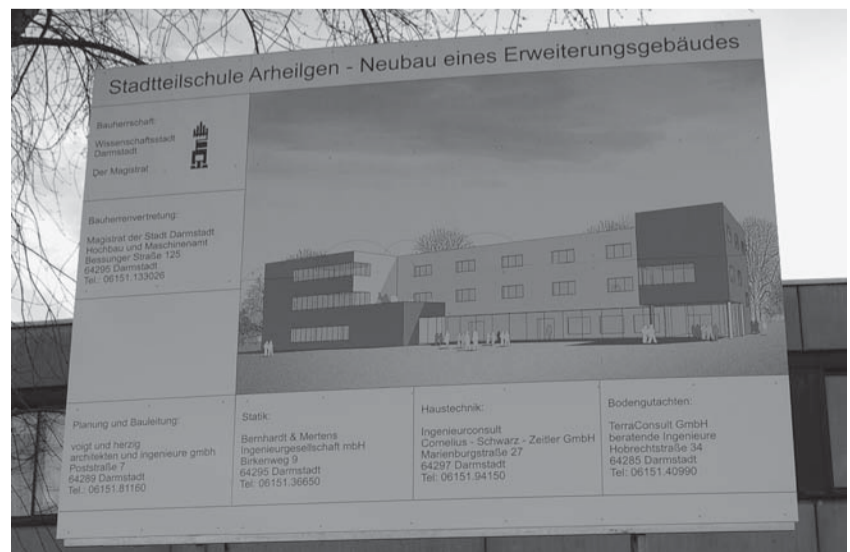 Stadtteilschule Arheilgen - Neubau eines Erweiterungsgebäudes
Bauherrschaft:
Wissenschaftsstadt
Darmstadt
Der Magistrat
Bauherrenvertretung:
Magistrat der Stadt Darmstadt
Hochbau und Maschinenamt
Bessunger Straße 125
64295 Darmstadt
Tel.: 06151.133026
Planung und Bauleitung:
voigt und herzig
architekten und ingenieure gmbh
Poststraße 7
64289 Darmstadt
Tel.: 06151.81160
Statik:
Bernhardt & Mertens
Ingenieurgesellschaft mbH
Birkenweg 9
64295 Darmstadt
Tel: 06151.36650
Haustechnik:
Ingenieurconsult
Cornelius - Schwarz - Zeitler GmbH
Marienburgstraße 27
64297 Darmstadt
Tel: 06151.94150
Bodengutachten:
TerraConsult GmbH
beratende Ingenieure
Hobrechtstraße 34
64285 Darmstadt
Tel: 06151.40990